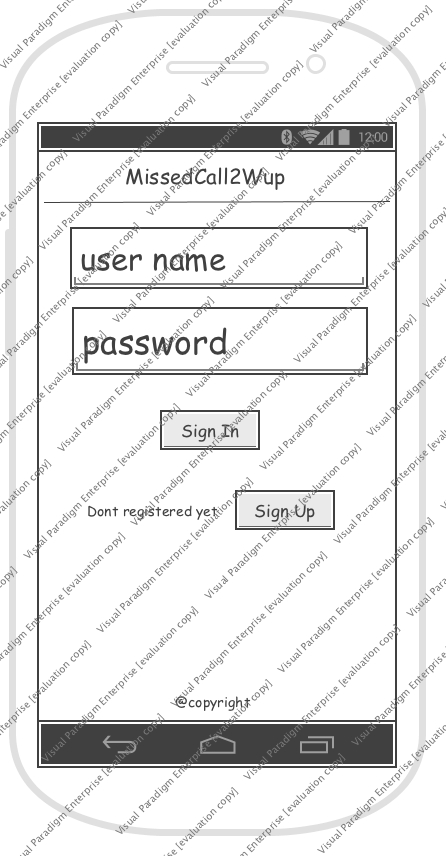 12:00
MissedCall2Wup
user name
password
Sign In
Dont registered yet
Sign Up
@copyright
Visual Paradigm Enterprise [evaluation copy]